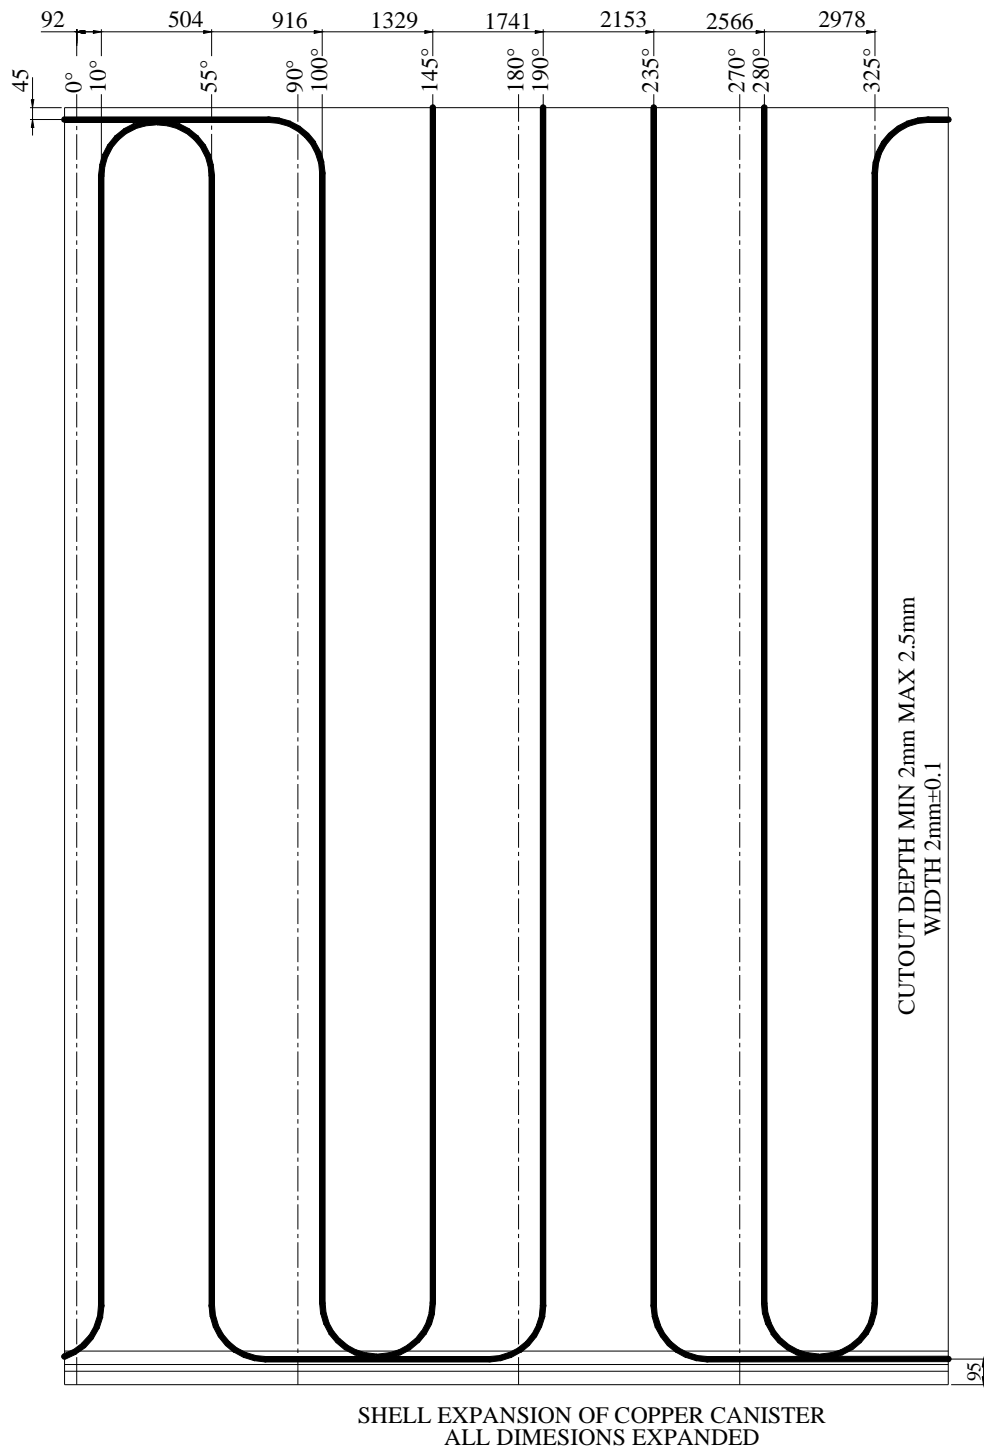 92 504 916 1329 1741 2153 2566 2978
45
0° 10° 55° 90° 100° 145° 180° 190° 235° 270° 280° 325°
CUTOUT DEPTH MIN 2mm MAX 2.5mm
WIDTH 2mm±0.1
95
SHELL EXPANSION OF COPPER CANISTER
ALL DIMESIONS EXPANDED